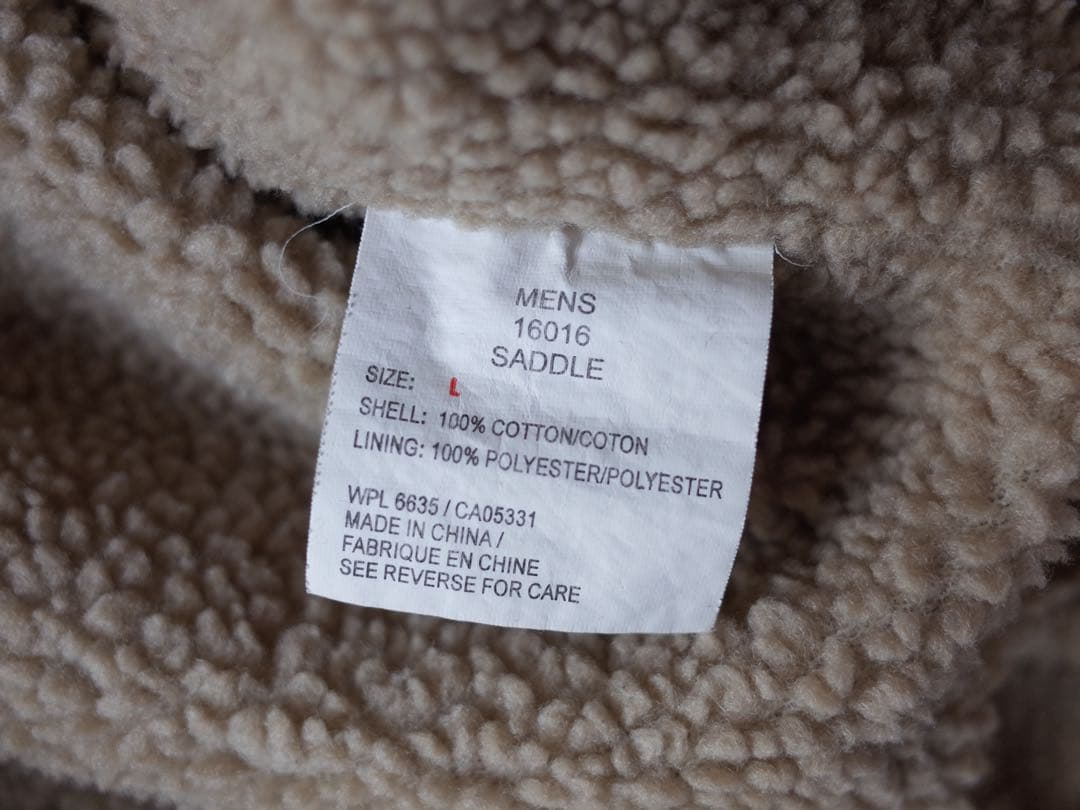 MENS
16016
SADDLE
SIZE: L
SHELL: 100% COTTON/COTON
LINING: 100% POLYESTER/POLYESTER
WPL 6635 / CA05331
MADE IN CHINA /
FABRIQUE EN CHINE
SEE REVERSE FOR CARE